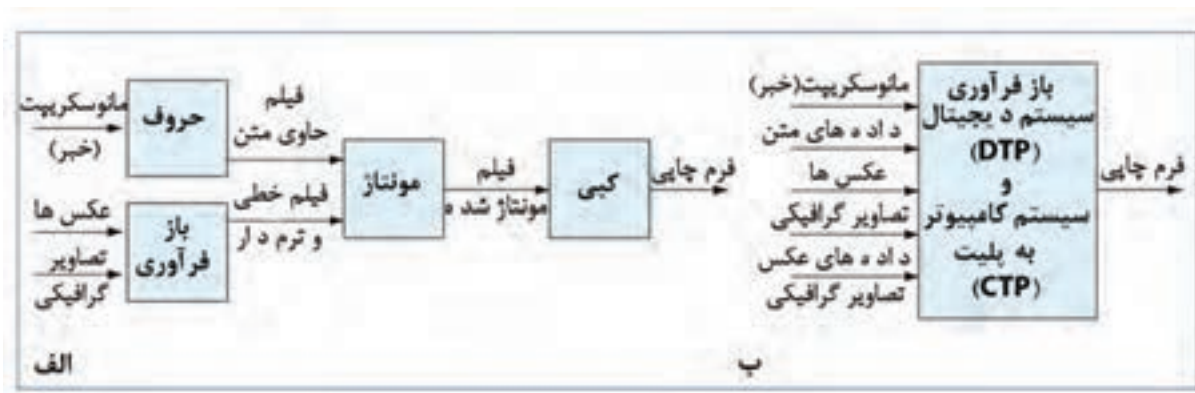 مانوسکریپت
(خبر)
حروف
فیلم
حاوی متن
عکس ها
تصاویر
گرافیکی
باز
فرآوری
فیلم خطی
و ترم دار
مونتاژ
فیلم
مونتاژ شده
کپی
فرم چاپی
الف
مانوسکریپت(خبر)
داده های متن
عکس ها
تصاویر گرافیکی
داده های عکس
تصاویر گرافیکی
باز فرآوری
سیستم دیجیتال
(DTP)
و
سیستم کامپیوتر
به پلیت
(CTP)
فرم چاپی
ب